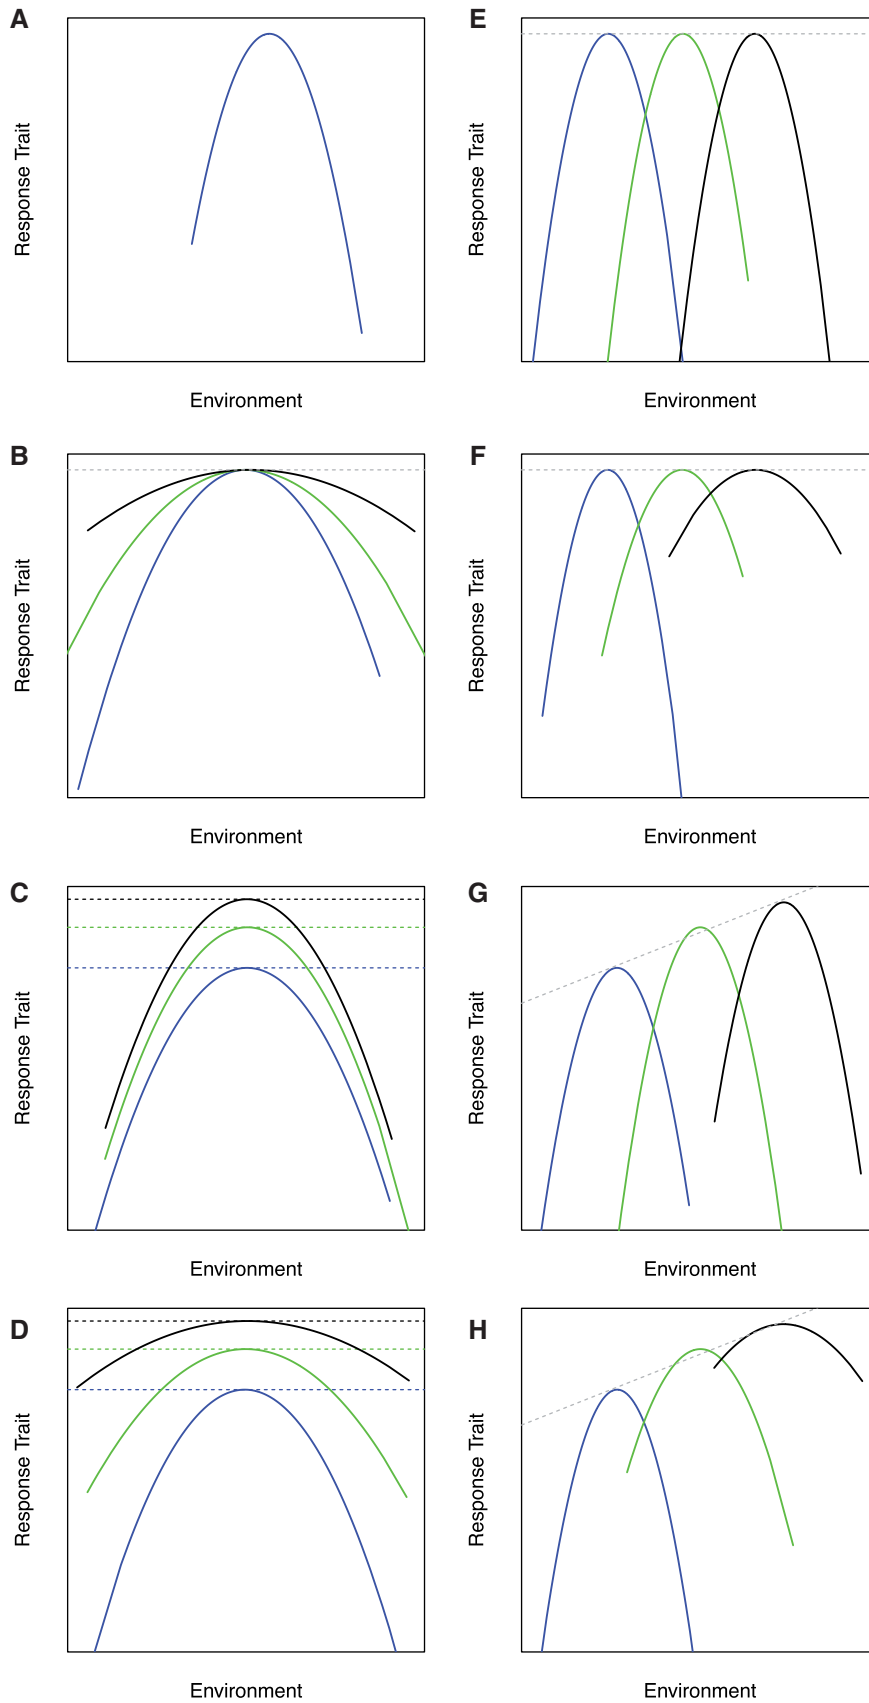 A
Response Trait
Environment
E
Response Trait
Environment
B
Response Trait
Environment
F
Response Trait
Environment
C
Response Trait
Environment
G
Response Trait
Environment
D
Response Trait
Environment
H
Response Trait
Environment